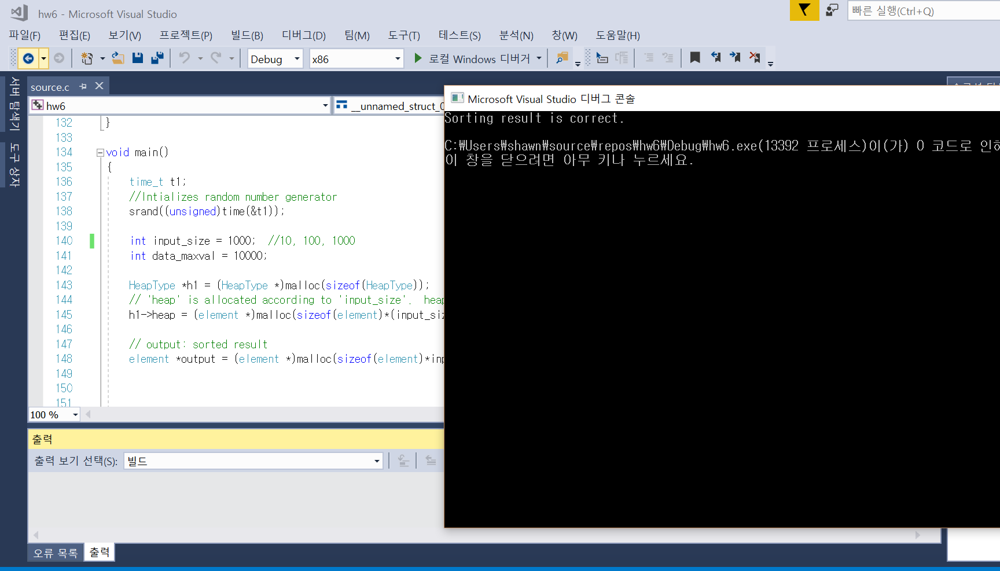 hw6 - Microsoft Visual Studio
빠른 실행(Ctrl+Q)
파일(F) 편집(E) 보기(V) 프로젝트(P) 빌드(B) 디버그(D) 팀(M) 도구(T) 테스트(S) 분석(N) 창(W) 도움말(H)
Debug x86 로컬 Windows 디버거
서버 탐색기
도구 상자
source.c
hw6 __unnamed_struct_0
132 }
133
134 void main()
135 {
136 time_t t1;
137 //Intializes random number generator
138 srand((unsigned)time(&t1));
139
140 int input_size = 1000; //10, 100, 1000
141 int data_maxval = 10000;
142
143 HeapType *h1 = (HeapType *)malloc(sizeof(HeapType));
144 // 'heap' is allocated according to 'input_size'. heap
145 h1->heap = (element *)malloc(sizeof(element)*(input_siz
146
147 // output: sorted result
148 element *output = (element *)malloc(sizeof(element)*inp
149
150
151
100 %
Microsoft Visual Studio 디버그 콘솔
Sorting result is correct.
C:₩Users₩shawn₩source₩repos₩hw6₩Debug₩hw6.exe(13392 프로세스)이(가) 0 코드로 인
이 창을 닫으려면 아무 키나 누르세요.
출력
출력 보기 선택(S): 빌드
오류 목록 출력